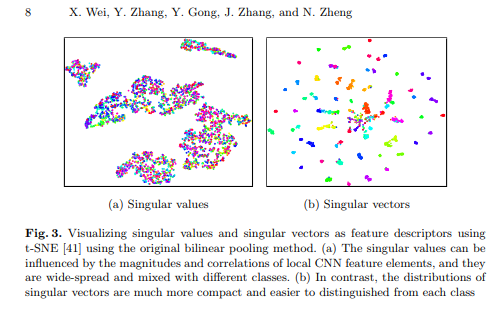 8 X. Wei, Y. Zhang, Y. Gong, J. Zhang, and N. Zheng
(a) Singular values
(b) Singular vectors
Fig. 3. Visualizing singular values and singular vectors as feature descriptors using
t-SNE [41] using the original bilinear pooling method. (a) The singular values can be
influenced by the magnitudes and correlations of local CNN feature elements, and they
are wide-spread and mixed with different classes. (b) In contrast, the distributions of
singular vectors are much more compact and easier to distinguished from each class